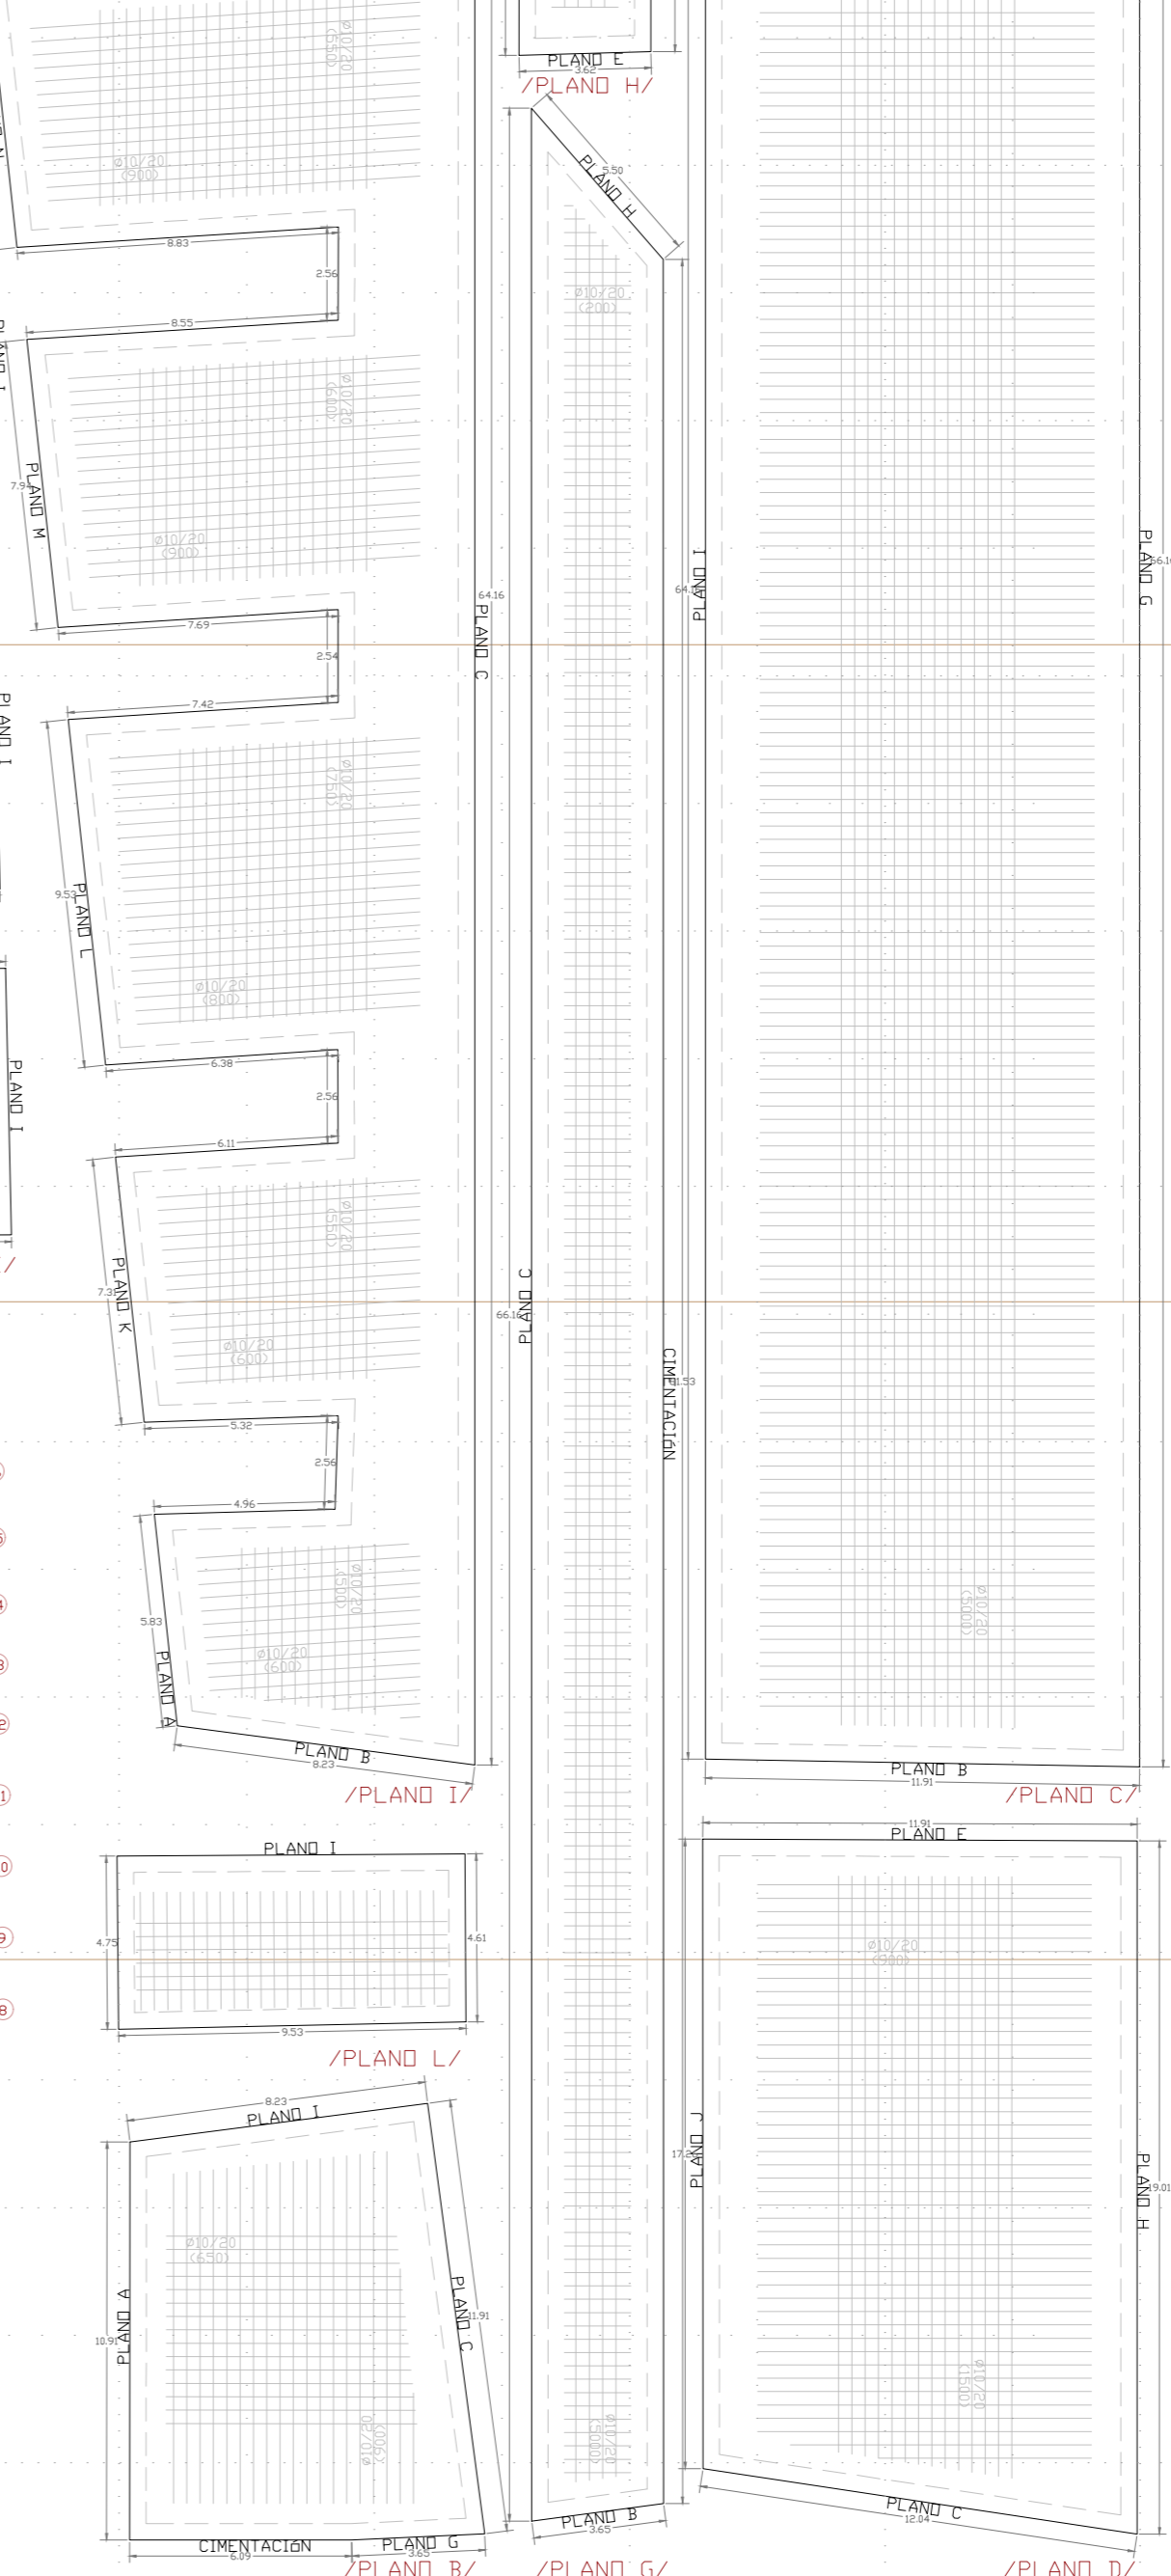 PLANO E
3.62
/PLANO H/
Ø10/20
(550)
Ø10/20
(900)
8.83
2.56
8.55
Ø10/20
(600)
7.94
PLANO M
Ø10/20
(900)
7.69
2.54
7.42
PLANO I
Ø10/20
(750)
9.53
PLANO L
Ø10/20
(800)
6.38
2.56
6.11
PLANO I
Ø10/20
(550)
7.31
PLANO K
Ø10/20
(600)
5.32
2.56
4.96
Ø10/20
(500)
5.83
PLANO A
Ø10/20
(600)
PLANO B
8.23
/PLANO I/
64.16
PLANO C
5.50
PLANO H
Ø10/20
(200)
66.16
PLANO C
CIMENTACIÓN
61.53
Ø10/20
(5000)
PLANO B
3.65
/PLANO G/
PLANO I
PLANO G
Ø10/20
(5000)
PLANO B
11.91
/PLANO C/
PLANO I
4.75
4.61
9.53
/PLANO L/
8.23
PLANO I
Ø10/20
(650)
10.91
PLANO A
PLANO C
11.91
Ø10/20
(900)
CIMENTACIÓN
6.09
PLANO G
3.65
/PLANO B/
11.91
PLANO E
Ø10/20
(900)
PLANO J
PLANO H
19.01
Ø10/20
(1500)
PLANO C
12.04
/PLANO D/